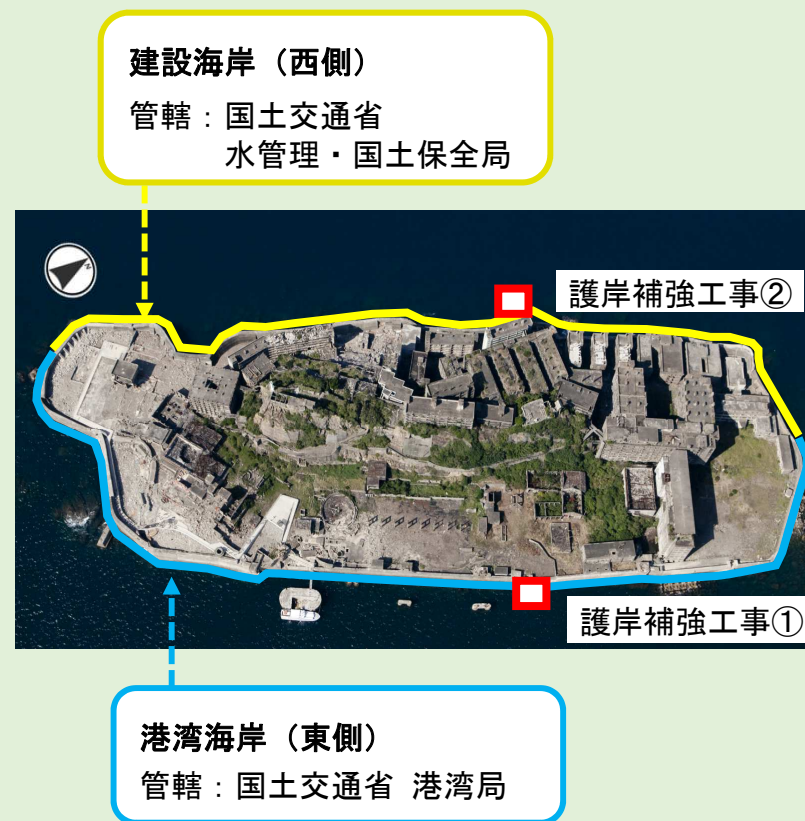 建設海岸（西側）
管轄：国土交通省
水管理・国土保全局
N
護岸補強工事②
護岸補強工事①
港湾海岸（東側）
管轄：国土交通省 港湾局